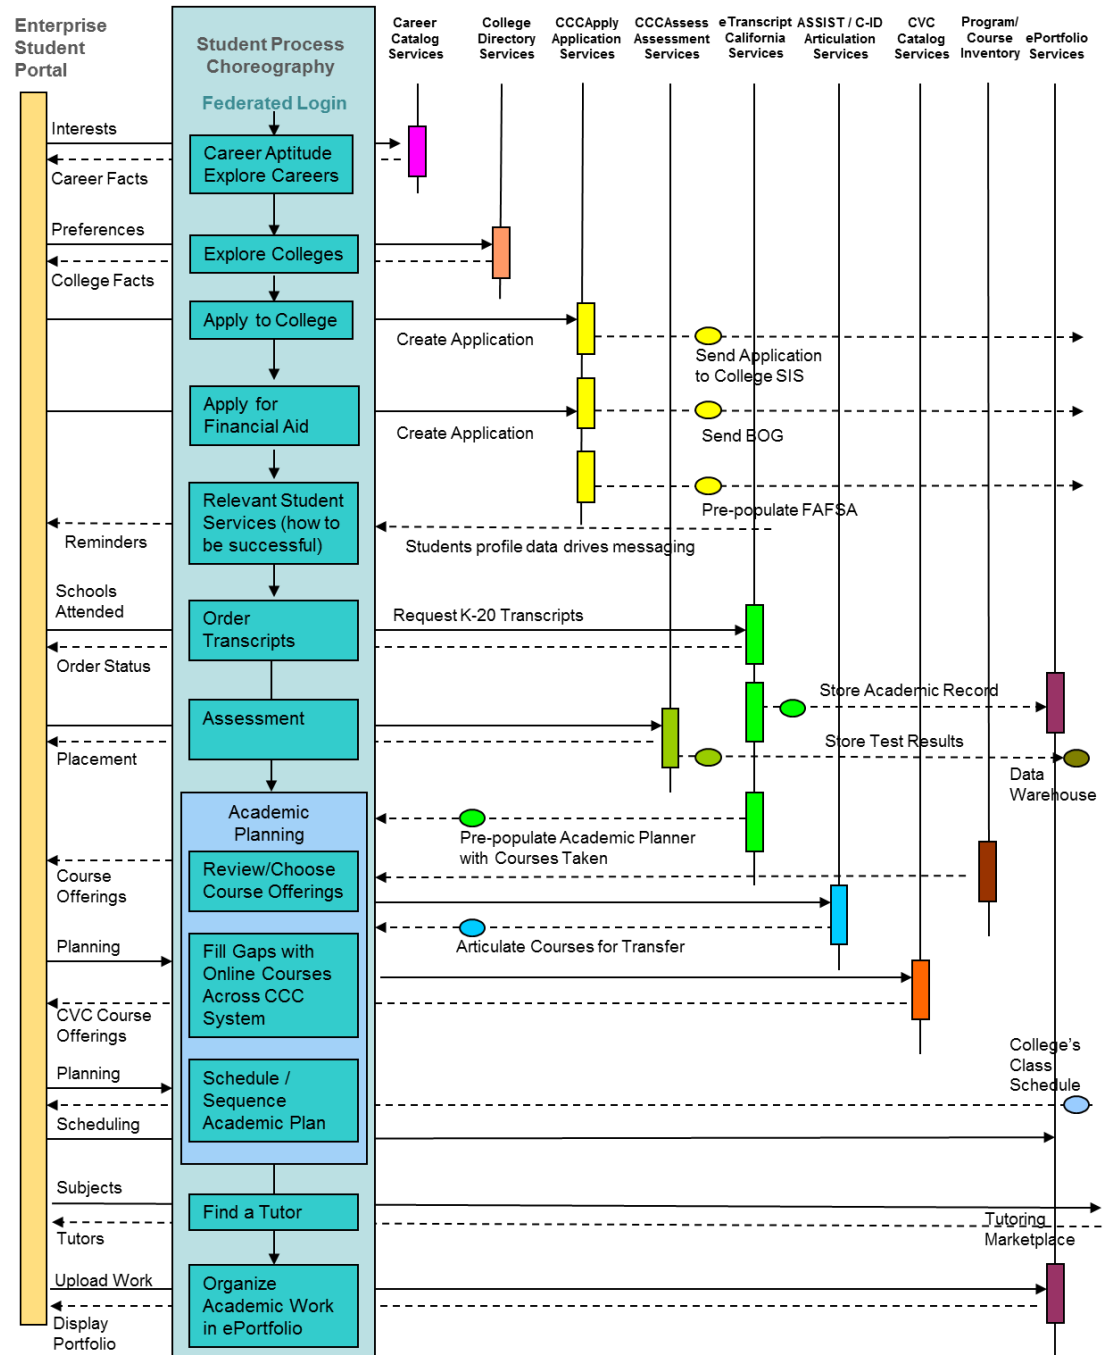 Enterprise
Student
Portal
Student Process
Choreography
Federated Login
Career
Catalog
Services
College
Directory
Services
CCCApply
Application
Services
CCCAssess
Assessment
Services
eTranscript
California
Services
ASSIST / C-ID
Articulation
Services
CVC
Catalog
Services
Program/
Course
Inventory
ePortfolio
Services
Interests
Career Aptitude
Explore Careers
Career Facts
Preferences
Explore Colleges
College Facts
Apply to College
Create Application
Send Application
to College SIS
Apply for
Financial Aid
Create Application
Send BOG
Relevant Student
Services (how to
be successful)
Pre-populate FAFSA
Reminders
Students profile data drives messaging
Schools
Attended
Order
Transcripts
Request K-20 Transcripts
Order Status
Store Academic Record
Assessment
Store Test Results
Placement
Data
Warehouse
Academic
Planning
Pre-populate Academic Planner
with Courses Taken
Review/Choose
Course Offerings
Course
Offerings
Articulate Courses for Transfer
Planning
Fill Gaps with
Online Courses
Across CCC
System
CVC Course
Offerings
College's
Class
Schedule
Planning
Schedule /
Sequence
Academic Plan
Scheduling
Subjects
Find a Tutor
Tutors
Tutoring
Marketplace
Upload Work
Organize
Academic Work
in ePortfolio
Display
Portfolio